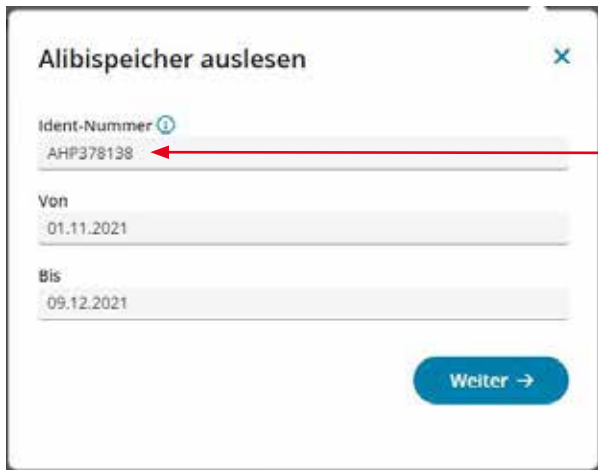 Alibispeicher auslesen
Ident-Nummer
AHP378138
Von
01.11.2021
Bis
09.12.2021
Weiter →